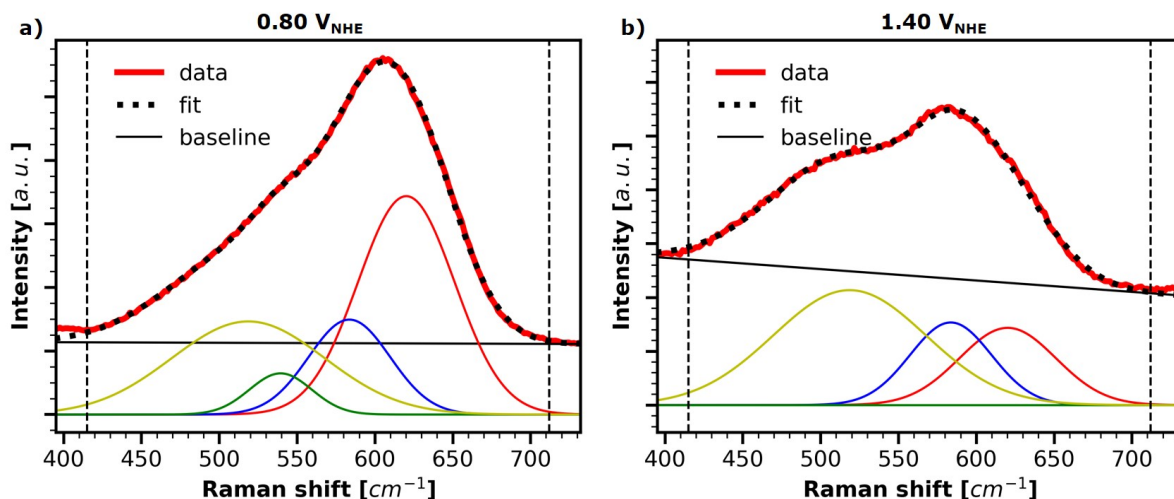 a)
0.80 V_NHE
data
fit
baseline
Intensity [a. u.]
400 450 500 550 600 650 700
Raman shift [cm⁻¹]
b)
1.40 V_NHE
data
fit
baseline
Intensity [a. u.]
400 450 500 550 600 650 700
Raman shift [cm⁻¹]